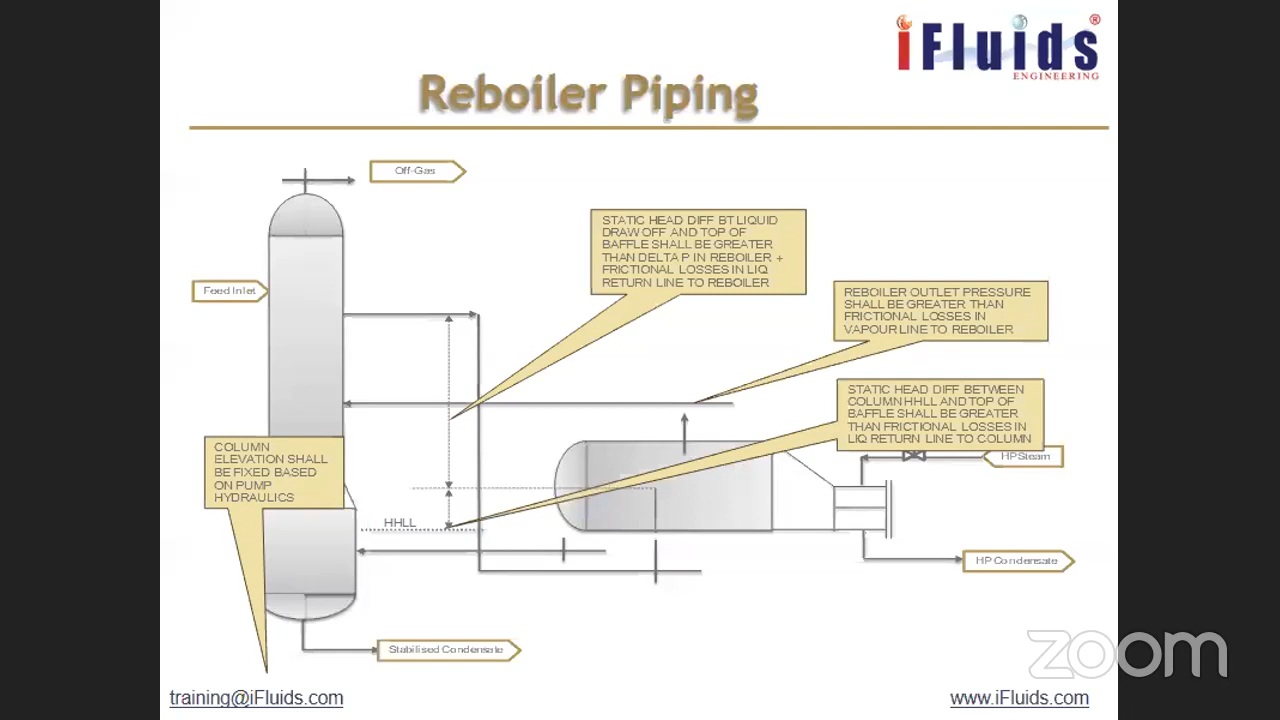 iFluids®
ENGINEERING
Reboiler Piping
Off-Gas
STATIC HEAD DIFF BT LIQUID
DRAW OFF AND TOP OF
BAFFLE SHALL BE GREATER
THAN DELTA P IN REBOILER +
FRICTIONAL LOSSES IN LIQ
RETURN LINE TO REBOILER
Feed Inlet
REBOILER OUTLET PRESSURE
SHALL BE GREATER THAN
FRICTIONAL LOSSES IN
VAPOUR LINE TO REBOILER
STATIC HEAD DIFF BETWEEN
COLUMN HHLL AND TOP OF
BAFFLE SHALL BE GREATER
THAN FRICTIONAL LOSSES IN
LIQ RETURN LINE TO COLUMN
COLUMN
ELEVATION SHALL
BE FIXED BASED
ON PUMP
HYDRAULICS
HP Steam
HHLL
HP Condensate
Stabilised Condensate
zoom
training@iFluids.com
www.iFluids.com